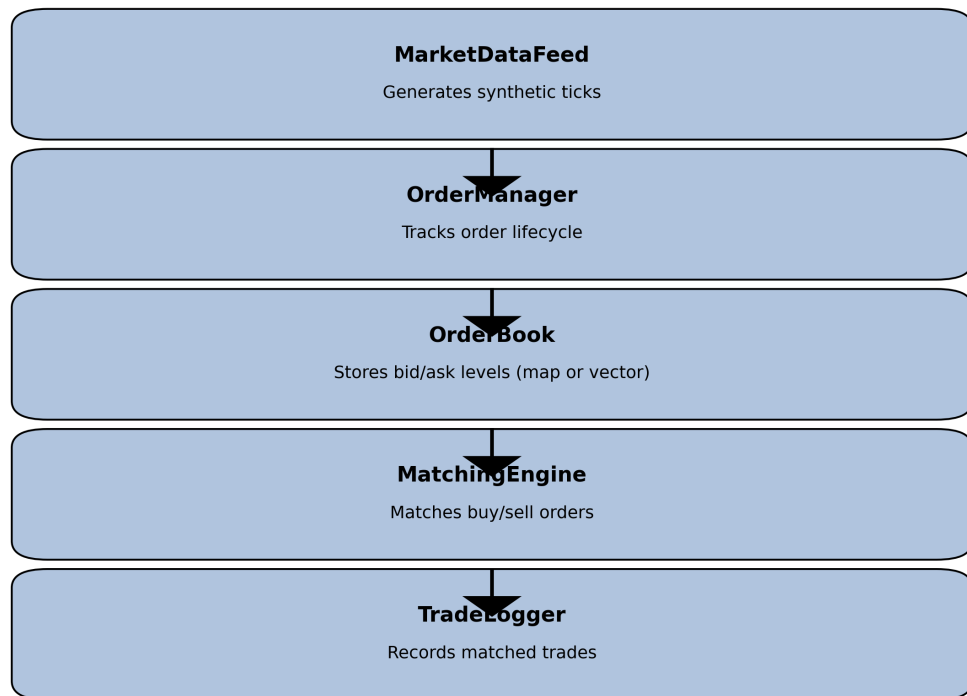 MarketDataFeed
Generates synthetic ticks
OrderManager
Tracks order lifecycle
OrderBook
Stores bid/ask levels (map or vector)
MatchingEngine
Matches buy/sell orders
TradeLogger
Records matched trades